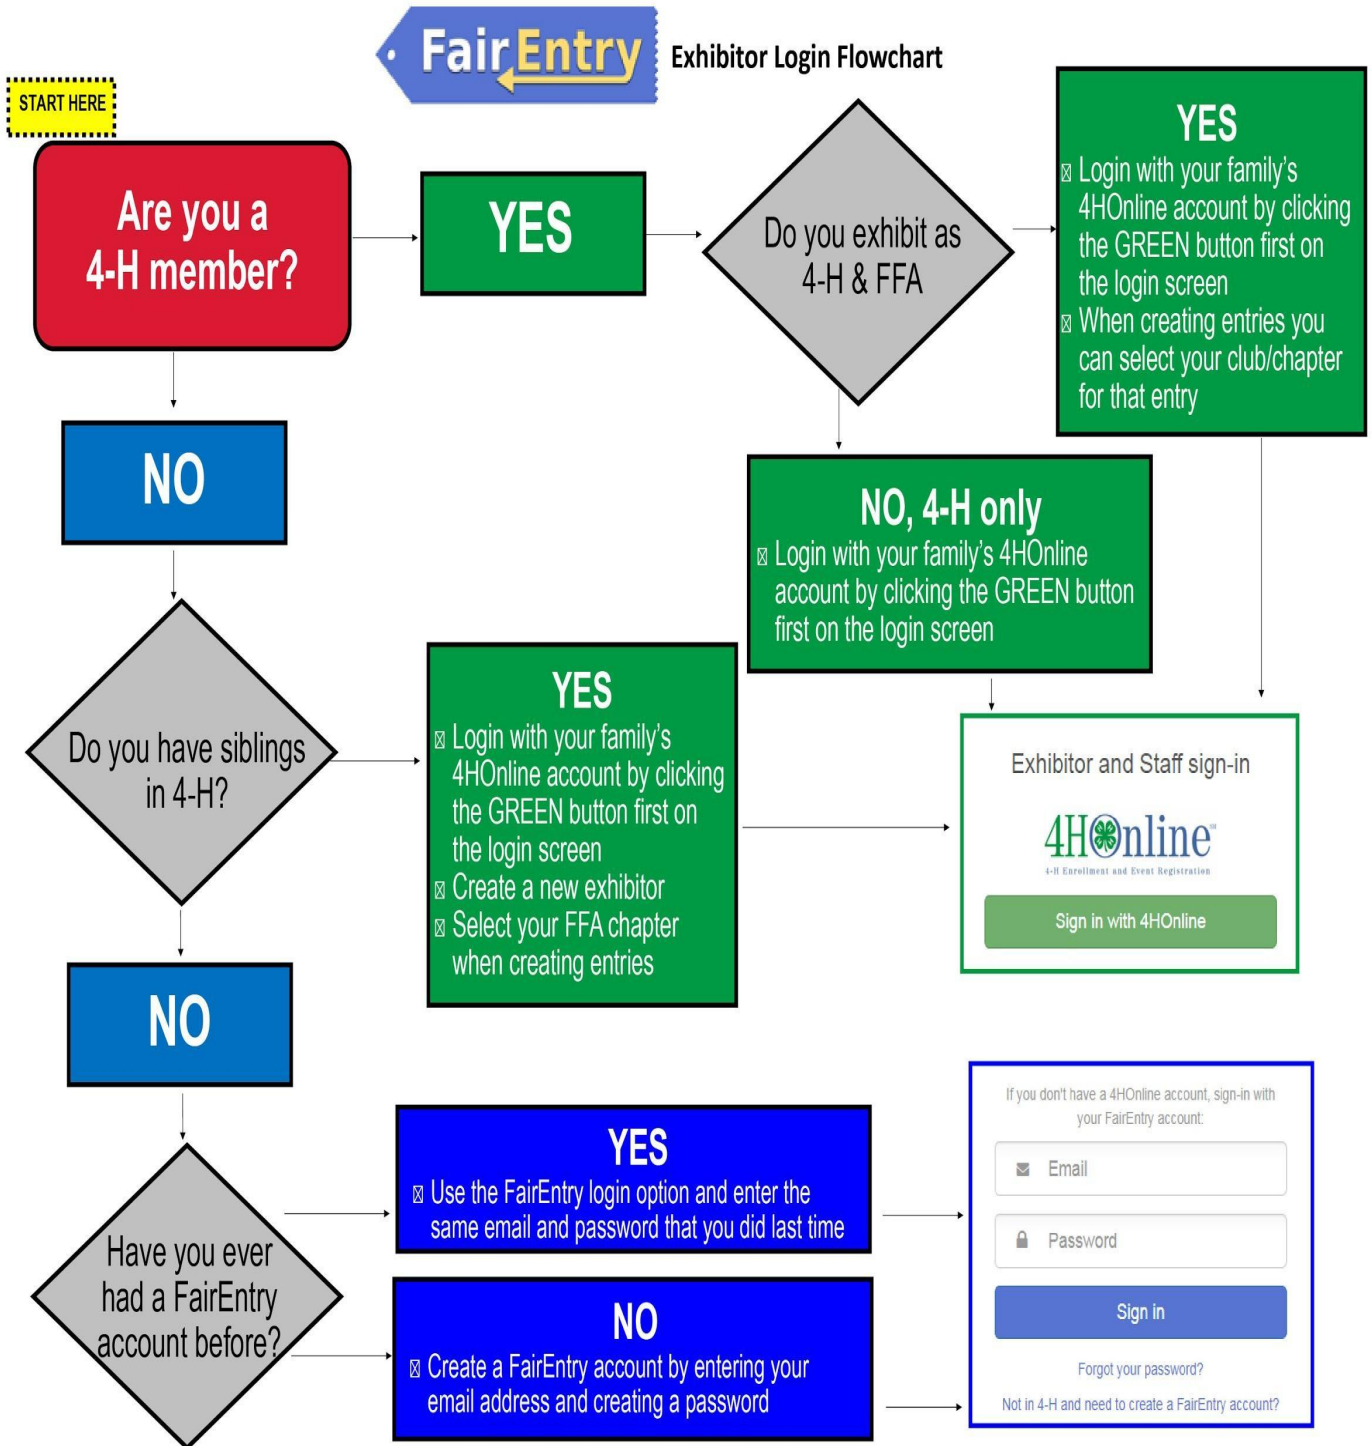 FairEntry
Exhibitor Login Flowchart
START HERE
Are you a
4-H member?
YES
Do you exhibit as
4-H & FFA
YES
Login with your family's
4HOnline account by clicking
the GREEN button first on
the login screen
When creating entries you
can select your club/chapter
for that entry
NO
NO, 4-H only
Login with your family's 4HOnline
account by clicking the GREEN button
first on the login screen
Do you have siblings
in 4-H?
YES
Login with your family's
4HOnline account by clicking
the GREEN button first on
the login screen
Create a new exhibitor
Select your FFA chapter
when creating entries
Exhibitor and Staff sign-in
4HOnline
4-H Enrollment and Event Registration
Sign in with 4HOnline
NO
Have you ever
had a FairEntry
account before?
YES
Use the FairEntry login option and enter the
same email and password that you did last time
NO
Create a FairEntry account by entering your
email address and creating a password
If you don't have a 4HOnline account, sign-in with
your FairEntry account:
Email
Password
Sign in
Forgot your password?
Not in 4-H and need to create a FairEntry account?